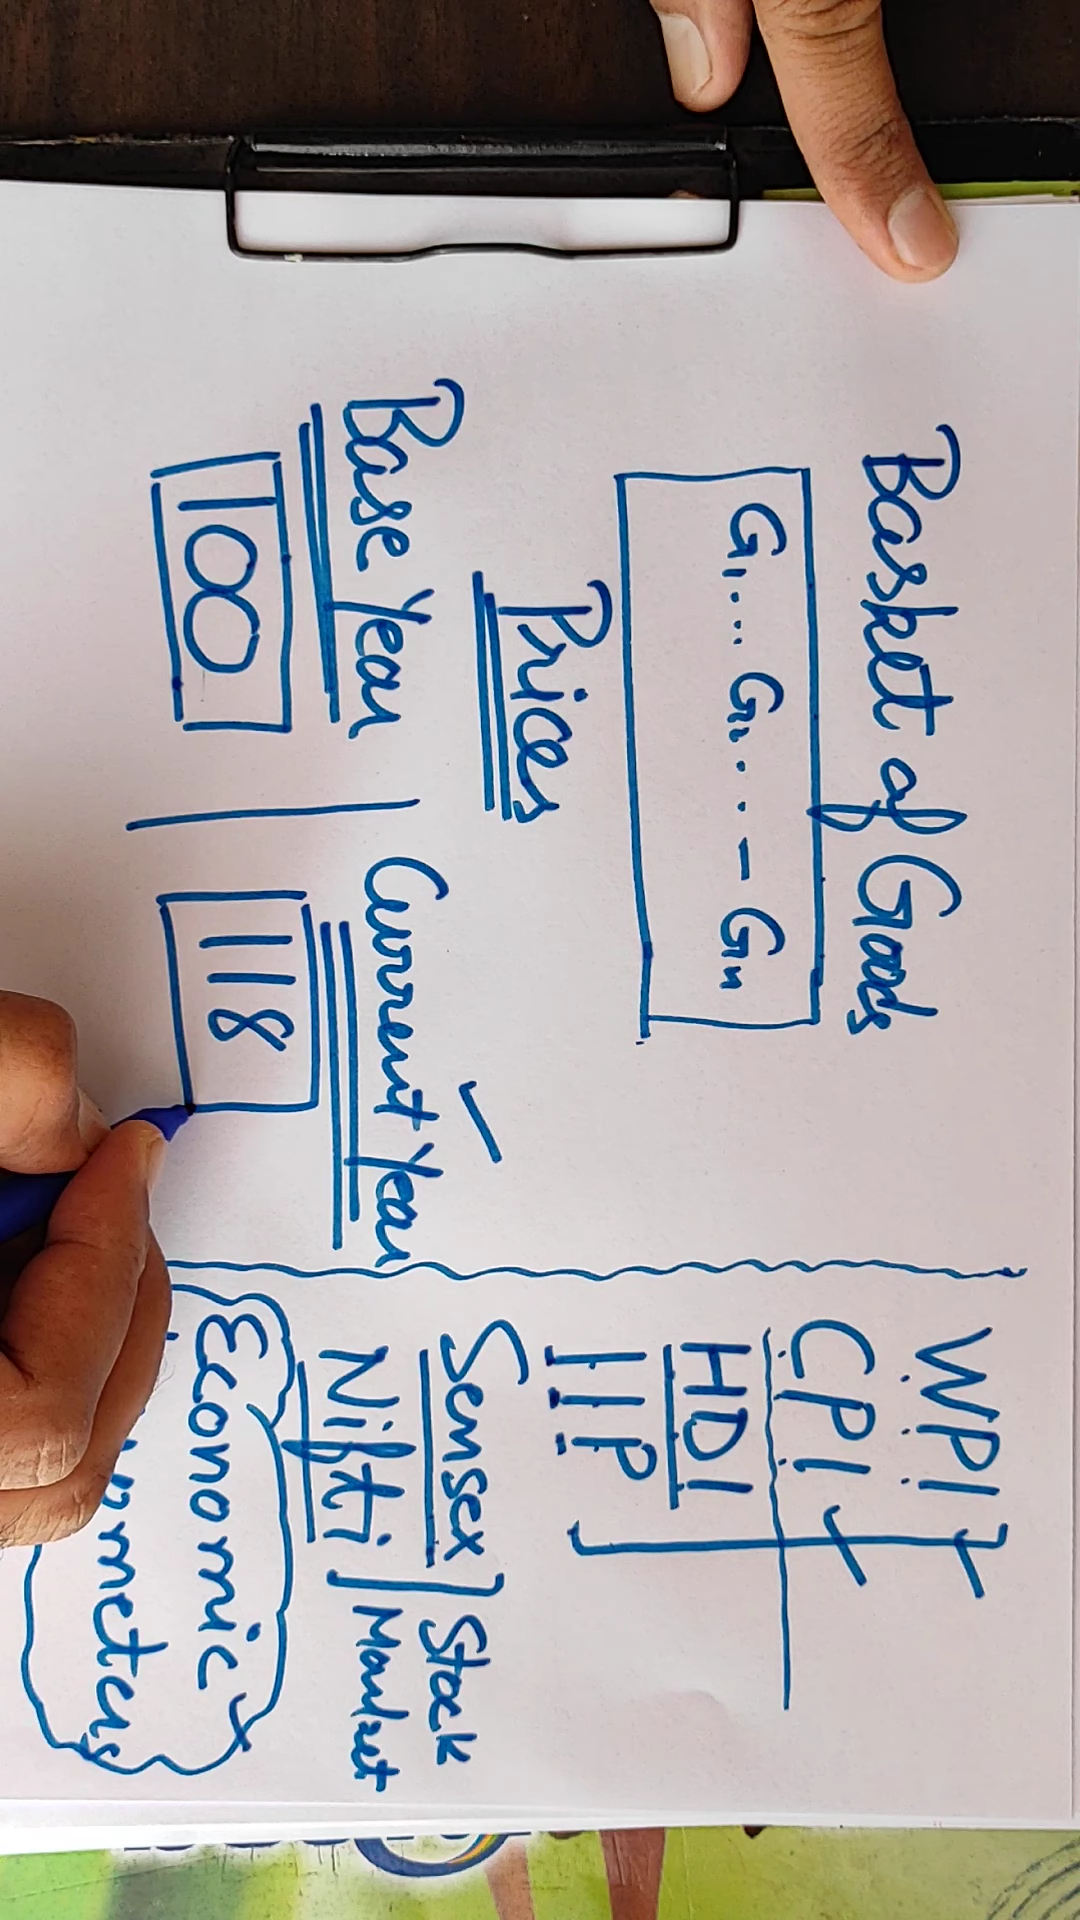 Basket of Goods
G1... G2... - Gn
Prices
Base Year
100
Current Year
118
WPI
CPI
HDI
IIP
Sensex
Nifti
Stock
Market
Economic